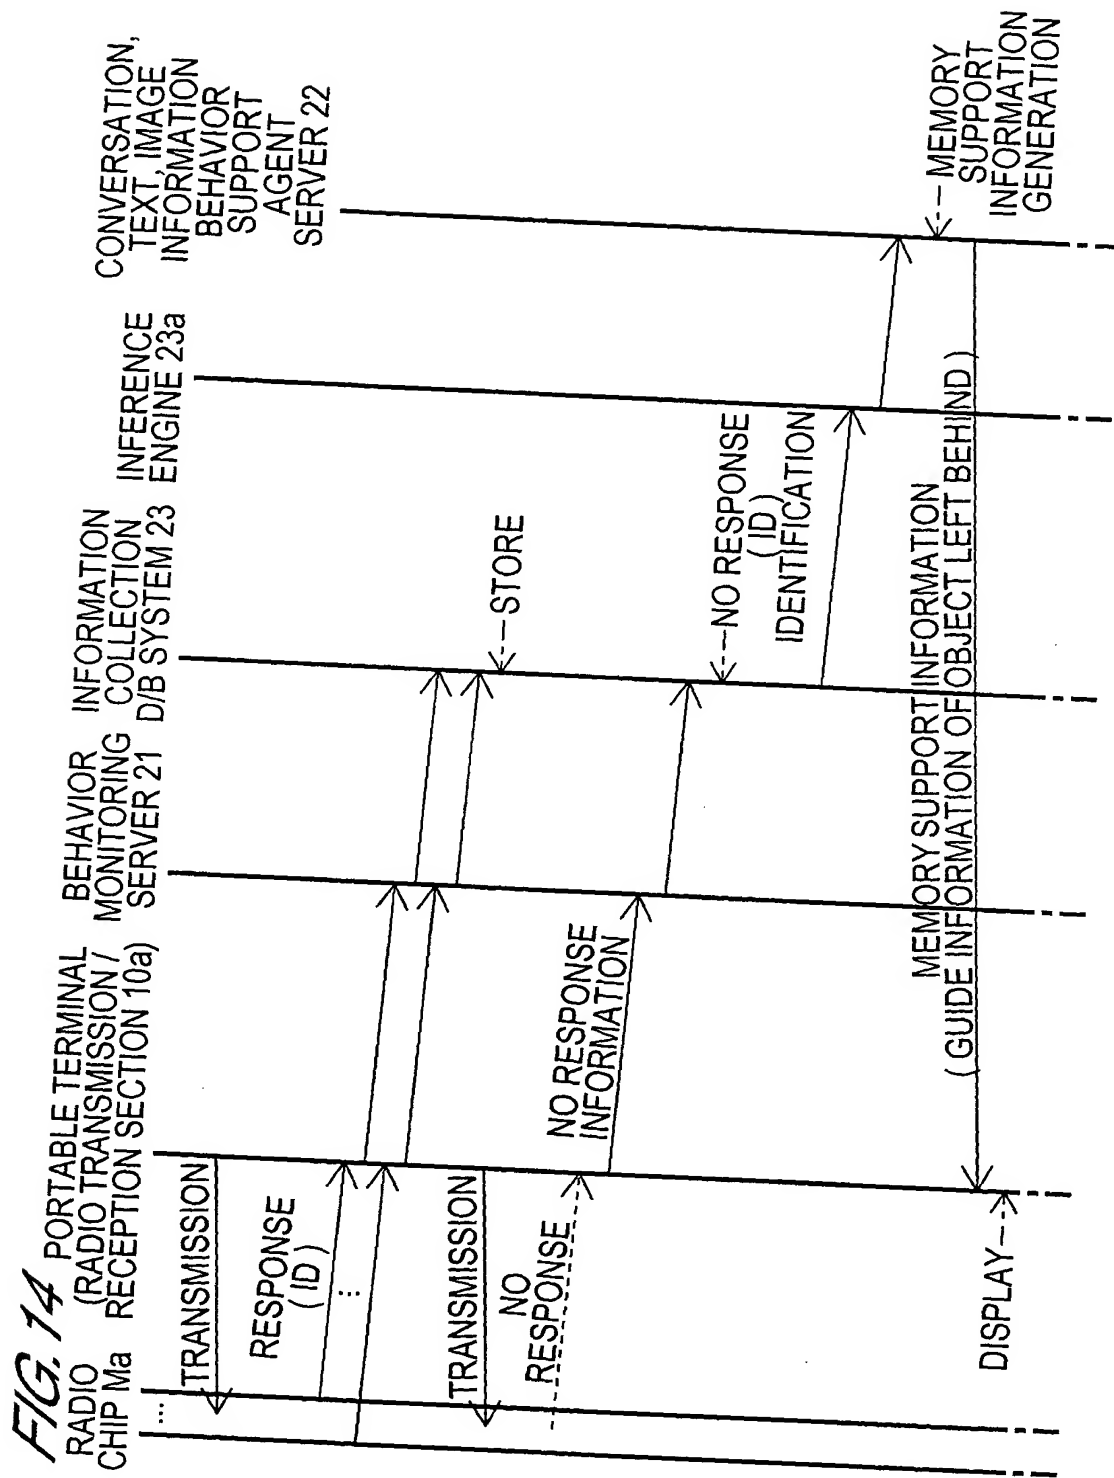 FIG. 14
RADIO
CHIP Ma
PORTABLE TERMINAL
(RADIO TRANSMISSION /
RECEPTION SECTION 10a)
BEHAVIOR
MONITORING
SERVER 21
INFORMATION
COLLECTION
D/B SYSTEM 23
INFERENCE
ENGINE 23a
CONVERSATION,
TEXT, IMAGE
INFORMATION
BEHAVIOR
SUPPORT
AGENT
SERVER 22
...
TRANSMISSION
RESPONSE
( ID )
...
STORE
TRANSMISSION
NO
RESPONSE
NO RESPONSE
INFORMATION
NO RESPONSE
( ID )
IDENTIFICATION
MEMORY
SUPPORT
INFORMATION
GENERATION
MEMORY SUPPORT INFORMATION
( GUIDE INFORMATION OF OBJECT LEFT BEHIND )
DISPLAY